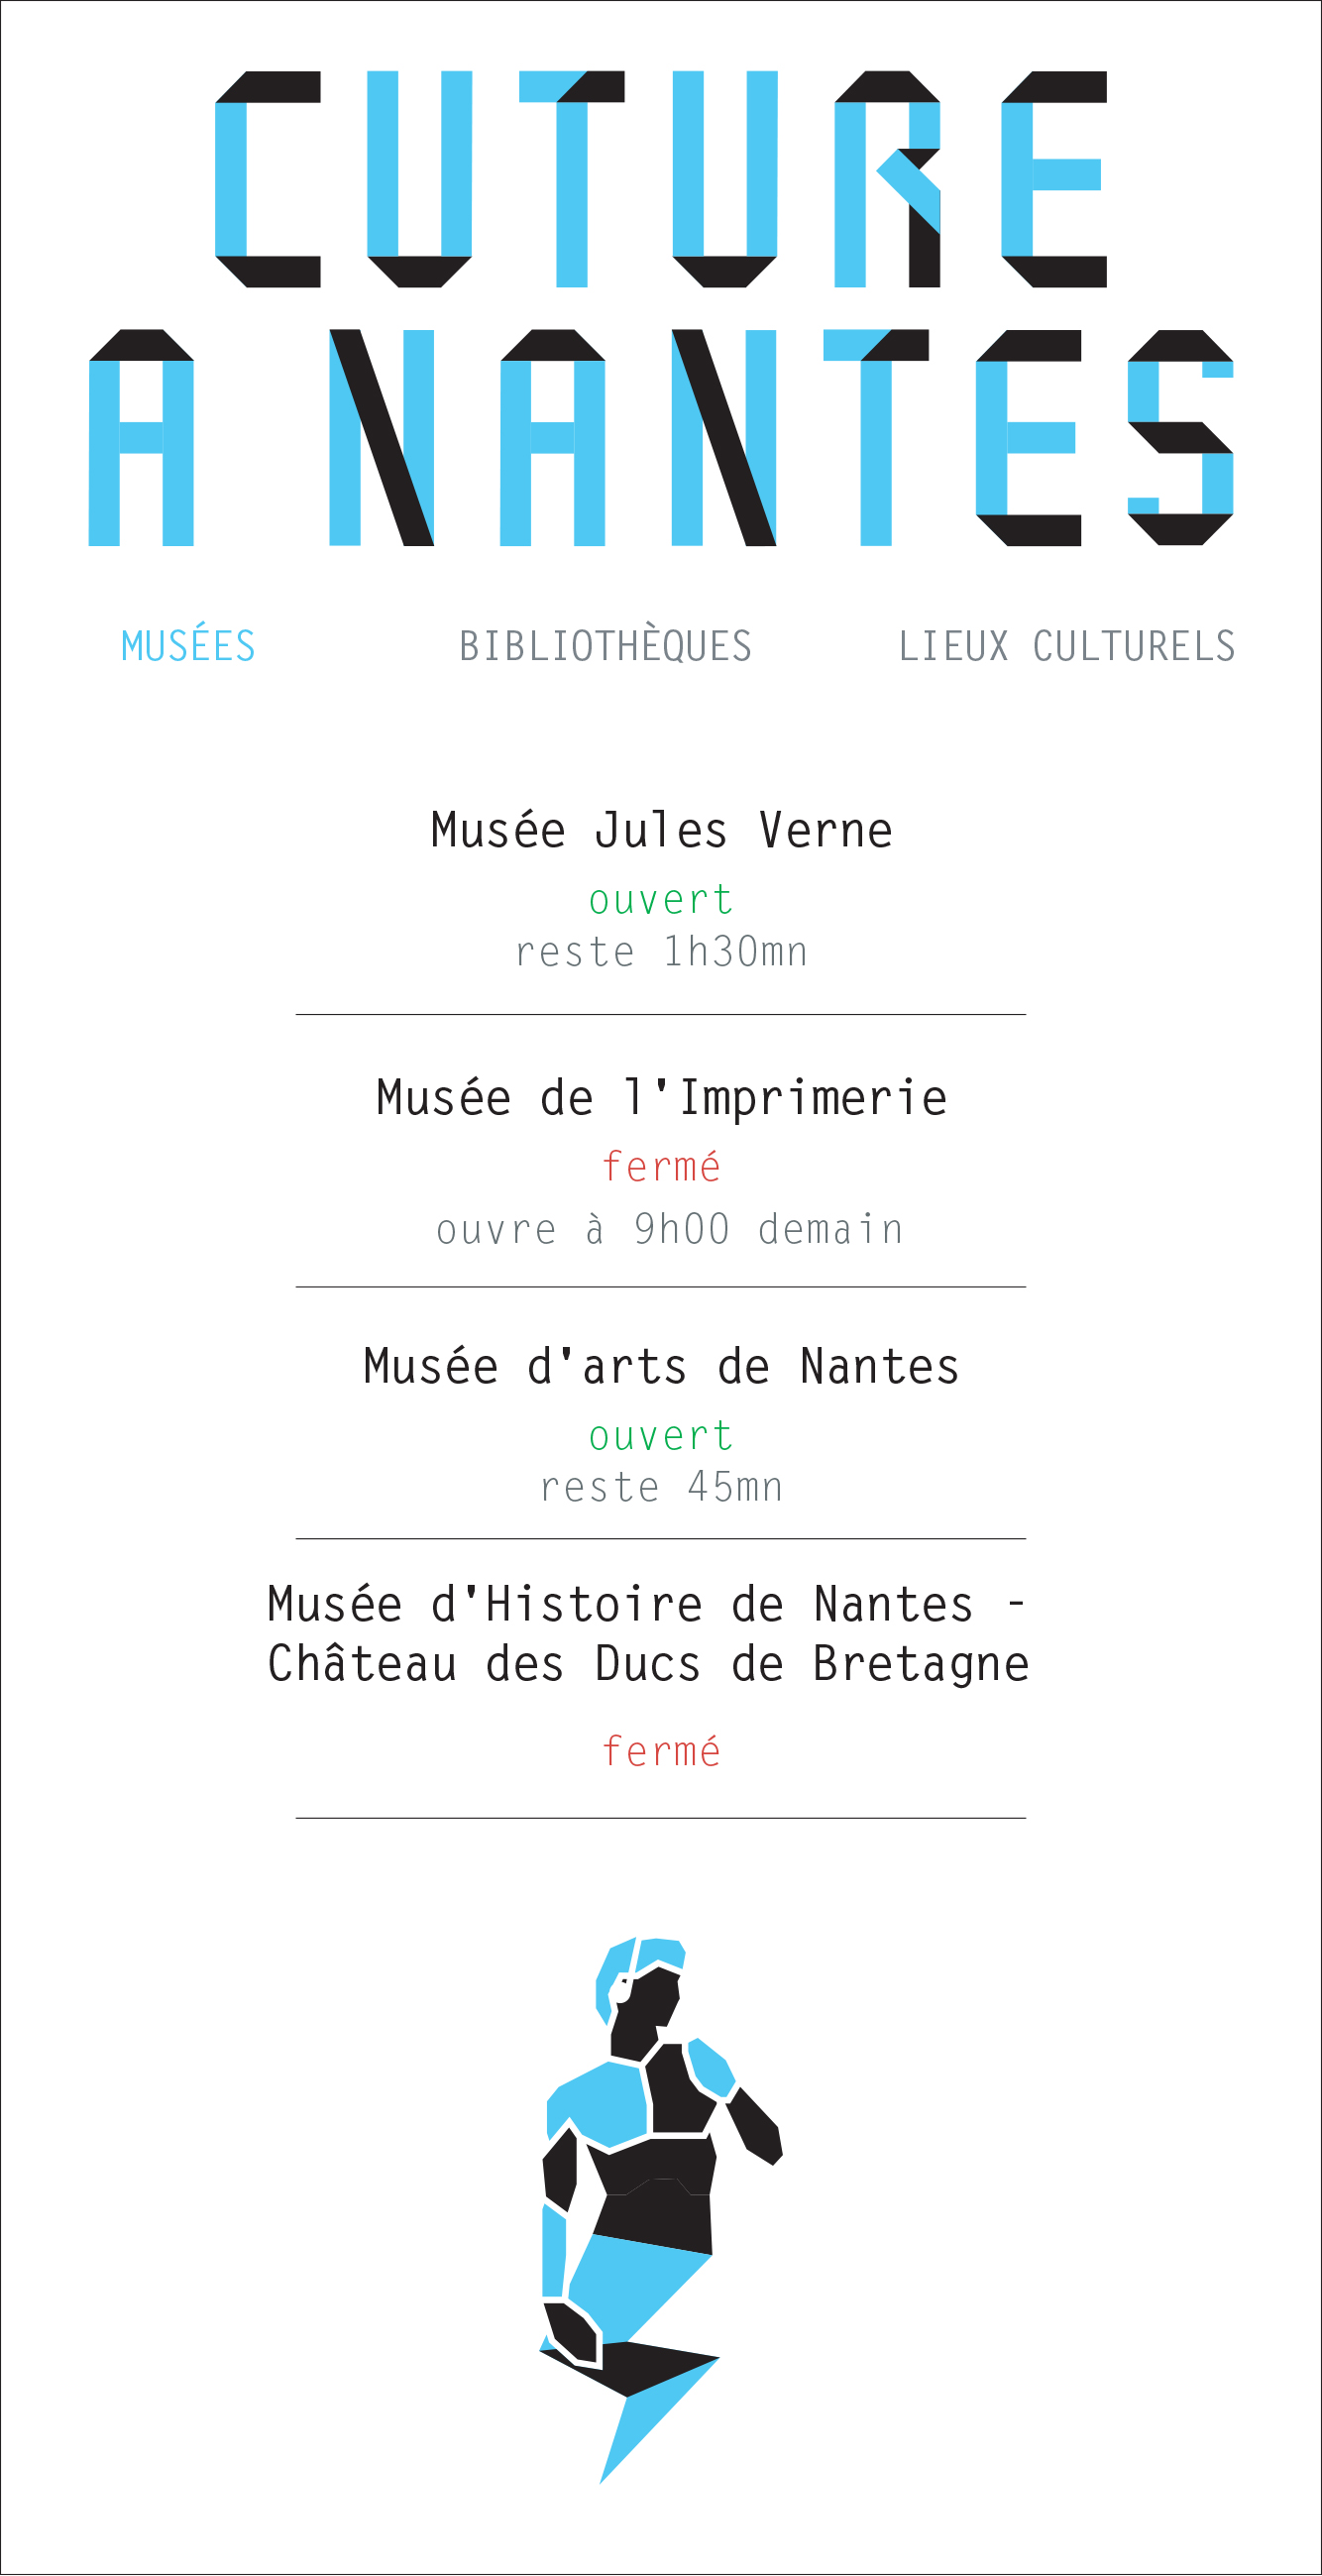 CUTURE
A NANTES
MUSÉES BIBLIOTHÈQUES LIEUX CULTURELS
Musée Jules Verne
ouvert
reste 1h30mn
Musée de l'Imprimerie
fermé
ouvre à 9h00 demain
Musée d'arts de Nantes
ouvert
reste 45mn
Musée d'Histoire de Nantes -
Château des Ducs de Bretagne
fermé